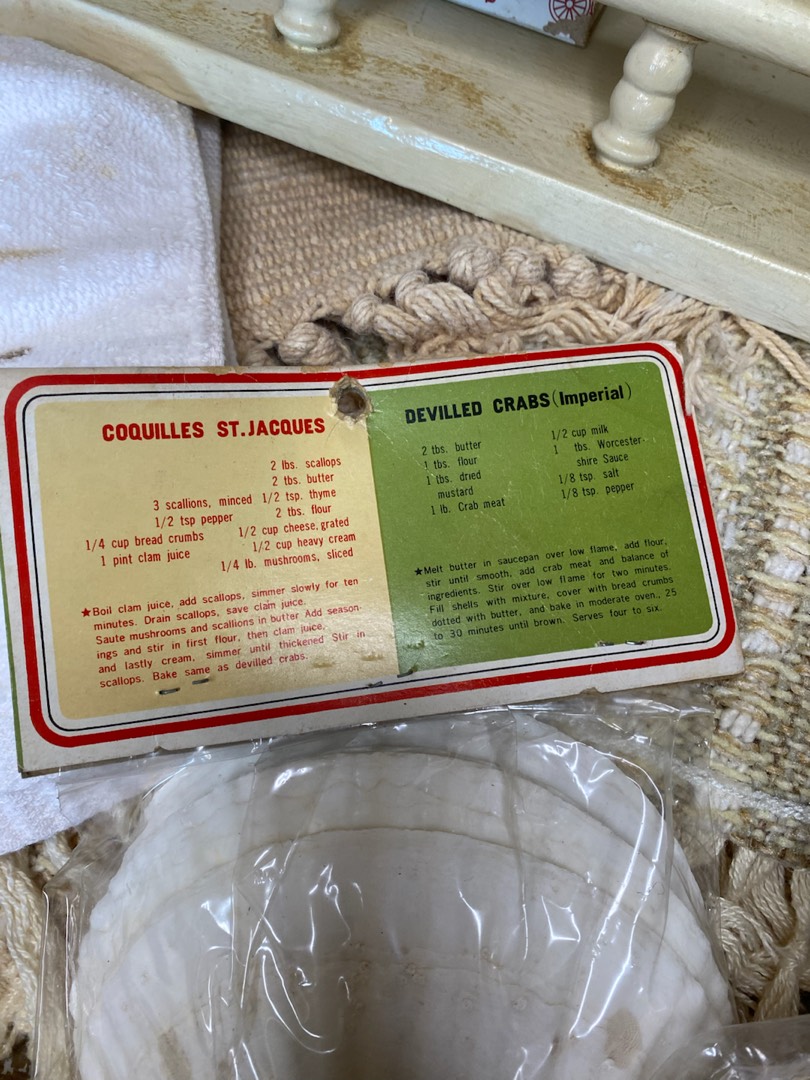 COQUILLES ST.JACQUES
2 lbs. scallops
2 tbs. butter
3 scallions, minced 1/2 tsp. thyme
1/2 tsp pepper 2 tbs. flour
1/4 cup bread crumbs 1/2 cup cheese, grated
1 pint clam juice 1/2 cup heavy cream
1/4 lb. mushrooms, sliced
★Boil clam juice, add scallops, simmer slowly for ten
minutes. Drain scallops, save clam juice.
Saute mushrooms and scallions in butter Add season-
ings and stir in first flour, then clam juice,
and lastly cream, simmer until thickened Stir in
scallops. Bake same as devilled crabs.
DEVILLED CRABS (Imperial)
2 tbs. butter
1 tbs. flour
1 tbs. dried
mustard
1 lb. Crab meat
1/2 cup milk
1 tbs. Worcester-
shire Sauce
1/8 tsp. salt
1/8 tsp. pepper
★Melt butter in saucepan over low flame, add flour,
stir until smooth, add crab meat and balance of
ingredients. Stir over low flame for two minutes.
Fill shells with mixture, cover with bread crumbs
dotted with butter, and bake in moderate oven., 25
to 30 minutes until brown. Serves four to six.